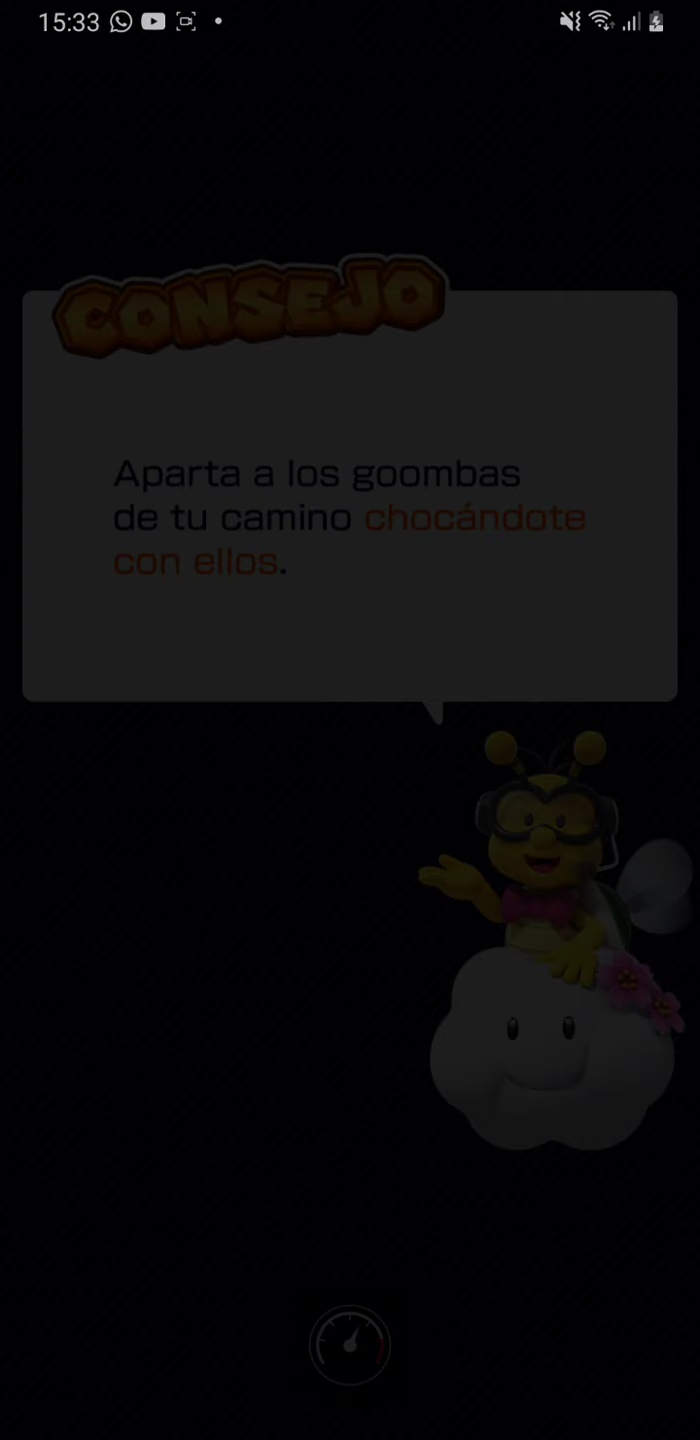 15:33
CONSEJO
Aparta a los goombas
de tu camino chocándote
con ellos.